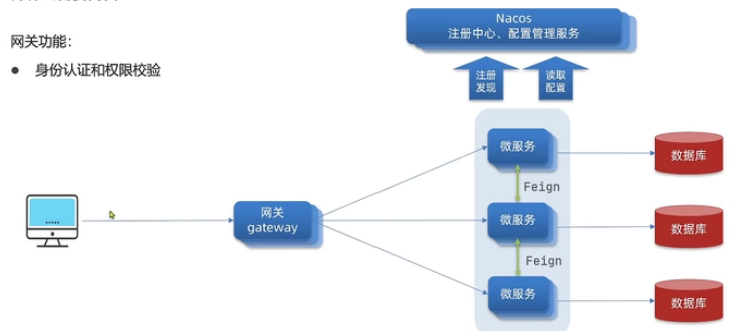 网关功能：
身份认证和权限校验
Nacos
注册中心、配置管理服务
注册
发现
读取
配置
微服务
数据库
Feign
网关
gateway
微服务
数据库
Feign
微服务
数据库